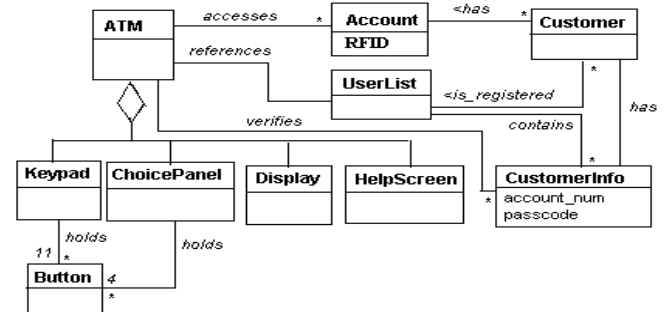 ATM
accesses
*
Account
RFID
<has
*
Customer
references
UserList
<is_registered
*
has
verifies
contains
*
Keypad
ChoicePanel
Display
HelpScreen
*
CustomerInfo
account_num
passcode
holds
holds
11
*
Button
4
*